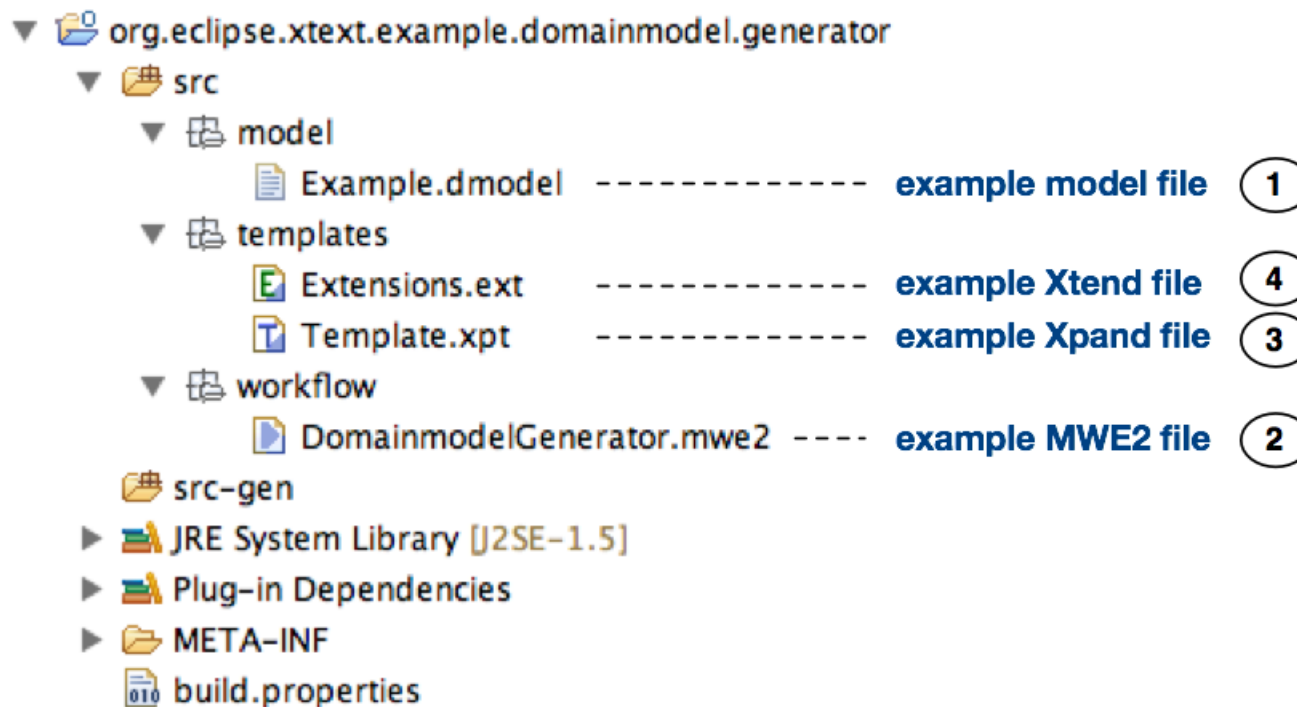 org.eclipse.xtext.example.domainmodel.generator
src
model
Example.dmodel ------------- example model file 1
templates
Extensions.ext ------------- example Xtend file 4
Template.xpt ------------- example Xpand file 3
workflow
DomainmodelGenerator.mwe2 ---- example MWE2 file 2
src-gen
JRE System Library [J2SE-1.5]
Plug-in Dependencies
META-INF
build.properties